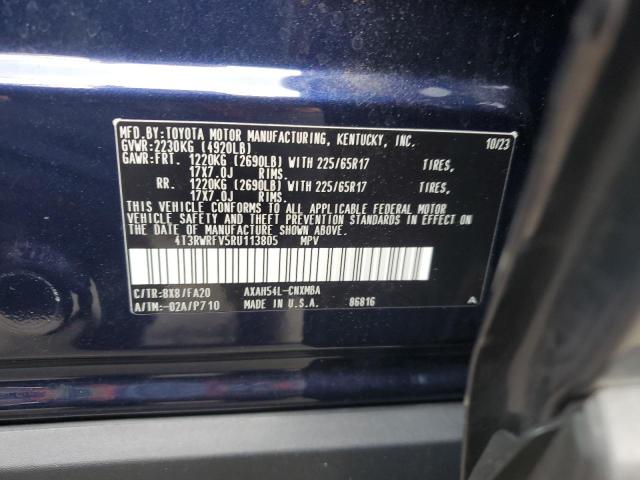 MFD.BY:TOYOTA MOTOR MANUFACTURING, KENTUCKY, INC. 10/23
GVWR:2230KG (4920LB)
GAWR:FRT. 1220KG (2690LB) WITH 225/65R17 TIRES,
17X7.0J RIMS.
RR. 1220KG (2690LB) WITH 225/65R17 TIRES,
17X7.0J RIMS.
THIS VEHICLE CONFORMS TO ALL APPLICABLE FEDERAL MOTOR
VEHICLE SAFETY AND THEFT PREVENTION STANDARDS IN EFFECT ON
THE DATE OF MANUFACTURE SHOWN ABOVE.
4T3RWRFV5RU113805 MPV
C/TR:8X8/FA20 AXAH54L-CNXMBA
A/TM:-02A/P710 MADE IN U.S.A. 86816 A